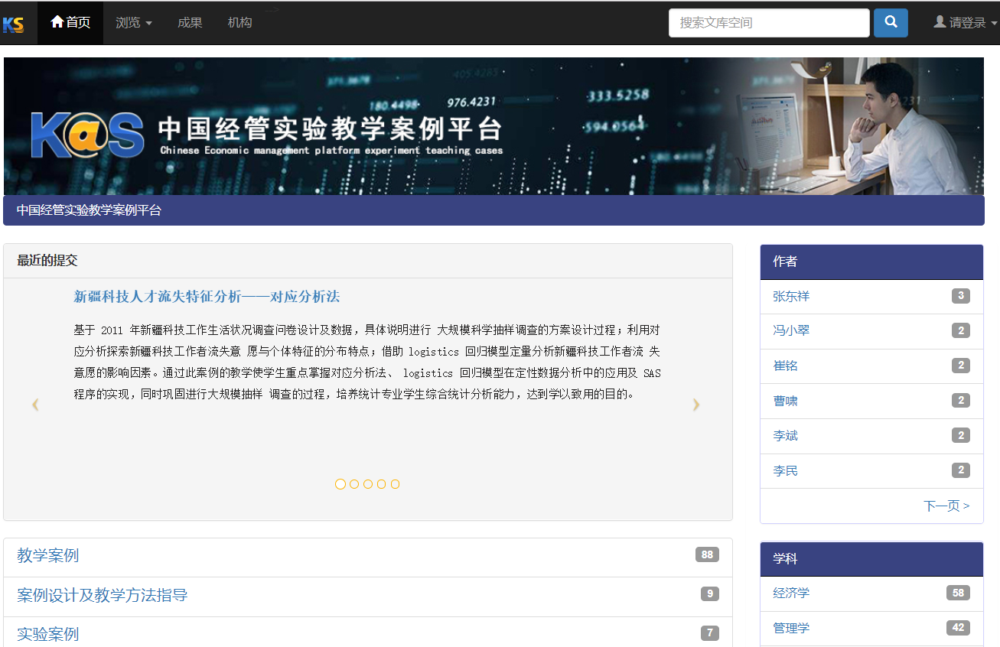 KS 首页 浏览 成果 机构 -->
搜索文库空间
请登录
371.3678
405.4285
180.4498
976.4231
333.5258
594.0564
K@S 中国经管实验教学案例平台
Chinese Economic management platform experiment teaching cases
中国经管实验教学案例平台
最近的提交
新疆科技人才流失特征分析——对应分析法
基于 2011 年新疆科技工作生活状况调查问卷设计及数据，具体说明进行 大规模科学抽样调查的方案设计过程；利用对
应分析探索新疆科技工作者流失意 愿与个体特征的分布特点；借助 logistics 回归模型定量分析新疆科技工作者流 失
意愿的影响因素。通过此案例的教学使学生重点掌握对应分析法、 logistics 回归模型在定性数据分析中的应用及 SAS
程序的实现，同时巩固进行大规模抽样 调查的过程，培养统计专业学生综合统计分析能力，达到学以致用的目的。
教学案例 88
案例设计及教学方法指导 9
实验案例 7
作者
张东祥 3
冯小翠 2
崔铭 2
曹啸 2
李斌 2
李民 2
下一页 >
学科
经济学 58
管理学 42